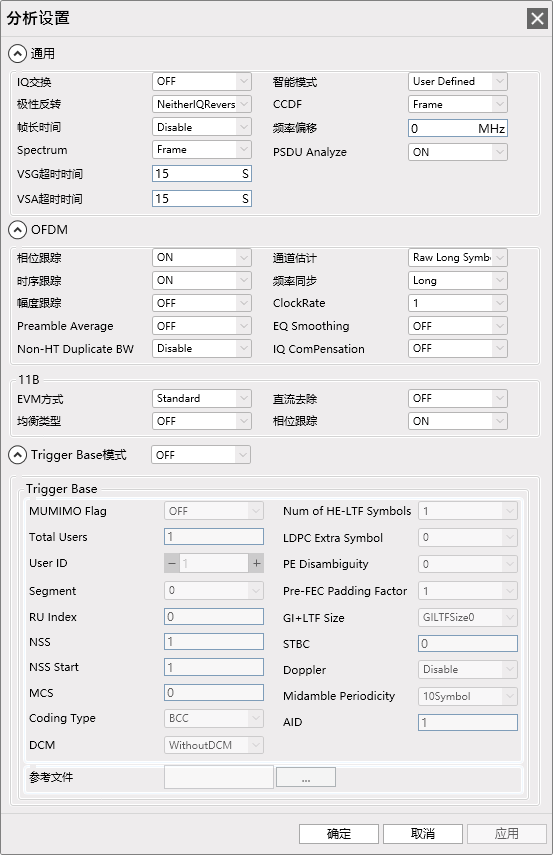 分析设置
通用
IQ交换 OFF 智能模式 User Defined
极性反转 NeitherIQRevers CCDF Frame
帧长时间 Disable 频率偏移 0 MHz
Spectrum Frame PSDU Analyze ON
VSG超时时间 15 S
VSA超时时间 15 S
OFDM
相位跟踪 ON 通道估计 Raw Long Symb
时序跟踪 ON 频率同步 Long
幅度跟踪 OFF ClockRate 1
Preamble Average OFF EQ Smoothing OFF
Non-HT Duplicate BW Disable IQ ComPensation OFF
11B
EVM方式 Standard 直流去除 OFF
均衡类型 OFF 相位跟踪 ON
Trigger Base模式 OFF
Trigger Base
MUMIMO Flag OFF Num of HE-LTF Symbols 1
Total Users 1 LDPC Extra Symbol 0
User ID − 1 + PE Disambiguity 0
Segment 0 Pre-FEC Padding Factor 1
RU Index 0 GI+LTF Size GILTFSize0
NSS 1 STBC 0
NSS Start 1 Doppler Disable
MCS 0 Midamble Periodicity 10Symbol
Coding Type BCC AID 1
DCM WithoutDCM
参考文件 ...
确定 取消 应用